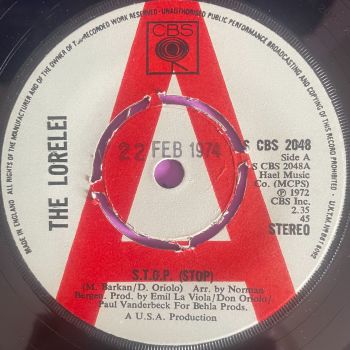 ALL RIGHTS OF THE MANUFACTURER AND OF THE OWNER OF THE RECORDED WORK RESERVED - UNAUTHORISED PUBLIC PERFORMANCE BROADCASTING AND COPYING OF THIS RECORD PROHIBITED.
CBS
22 FEB 1974
THE LORELEI
S CBS 2048
Side A
S CBS 2048A
Hael Music
Co. (MCPS)
℗ 1972
CBS Inc.
2.35
45
STEREO
MADE IN ENGLAND
S.T.O.P. (STOP)
(M. Barkan/D. Oriolo) Arr. by Norman
Bergen. Prod. by Emil La Viola/Don Oriolo/
Paul Vanderbeck For Behla Prods.
A U.S.A. Production
A